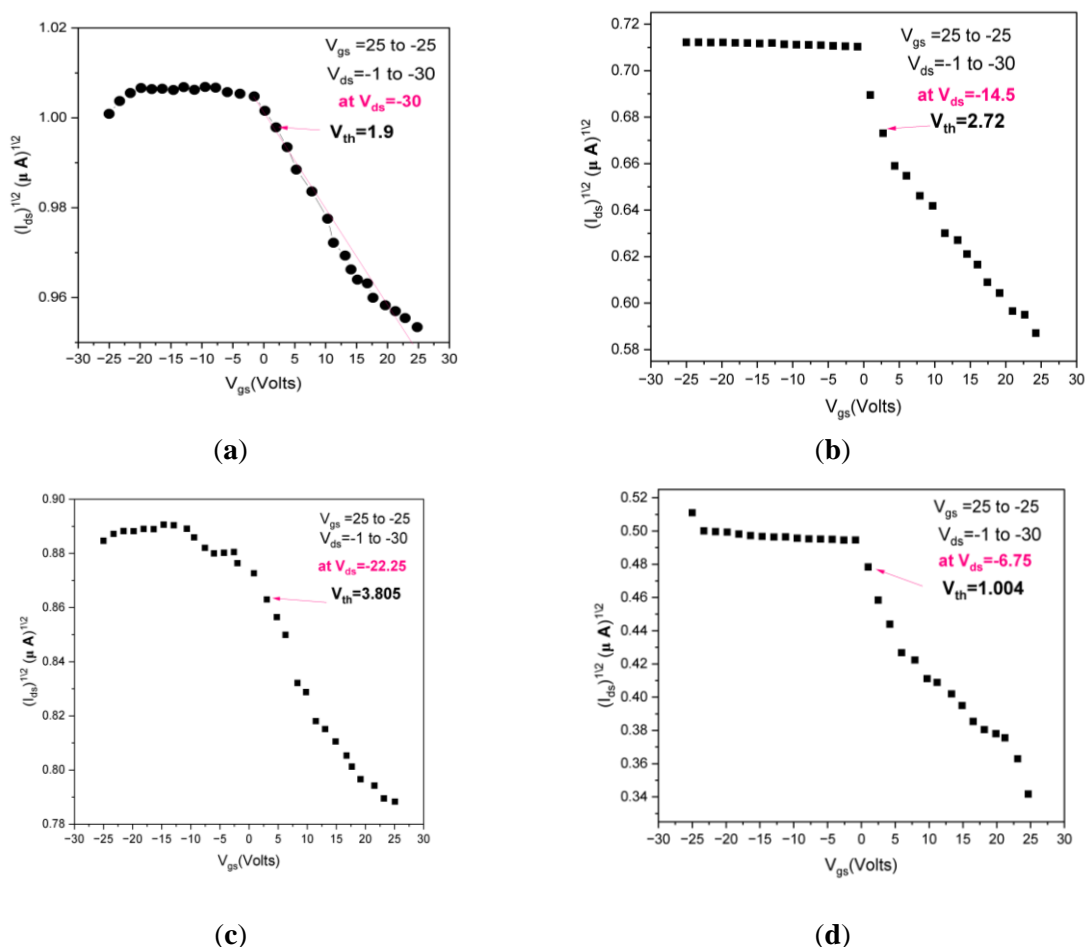 1.02
1.00
0.98
0.96
(I_ds)^1\2 (μ A)^1\2
V_gs =25 to -25
V_ds=-1 to -30
at V_ds=-30
V_th=1.9
−30 −25 −20 −15 −10 −5 0 5 10 15 20 25 30
V_gs(Volts)
(a)
0.72
0.70
0.68
0.66
0.64
0.62
0.60
0.58
(I_ds)^1\2 (μ A)^1\2
V_gs =25 to -25
V_ds=-1 to -30
at V_ds=-14.5
V_th=2.72
−30 −25 −20 −15 −10 −5 0 5 10 15 20 25 30
V_gs(Volts)
(b)
0.90
0.88
0.86
0.84
0.82
0.80
0.78
(I_ds)^1\2 (μ A)^1\2
V_gs =25 to -25
V_ds=-1 to -30
at V_ds=-22.25
V_th=3.805
−30 −25 −20 −15 −10 −5 0 5 10 15 20 25 30
V_gs(Volts)
(c)
0.52
0.50
0.48
0.46
0.44
0.42
0.40
0.38
0.36
0.34
(I_ds)^1\2 (μ A)^1\2
V_gs =25 to -25
V_ds=-1 to -30
at V_ds=-6.75
V_th=1.004
−30 −25 −20 −15 −10 −5 0 5 10 15 20 25 30
V_gs(Volts)
(d)